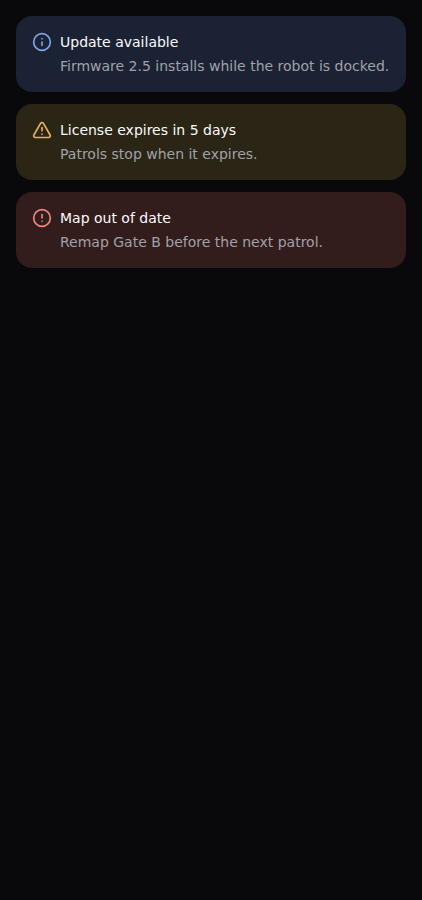 Update available
Firmware 2.5 installs while the robot is docked.
License expires in 5 days
Patrols stop when it expires.
Map out of date
Remap Gate B before the next patrol.